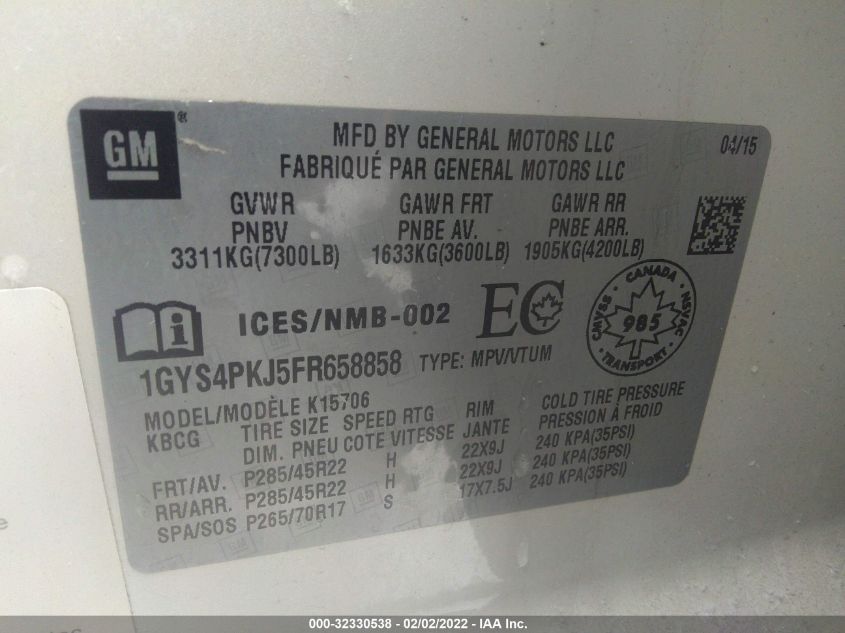 GM
®
MFD BY GENERAL MOTORS LLC
04/15
FABRIQUÉ PAR GENERAL MOTORS LLC
GVWR GAWR FRT GAWR RR
PNBV PNBE AV. PNBE ARR.
3311KG(7300LB) 1633KG(3600LB) 1905KG(4200LB)
i
ICES/NMB-002
EC
CANADA
CMVSS 985 NSVAC
TRANSPORT
1GYS4PKJ5FR658858 TYPE: MPV/VTUM
MODEL/MODÈLE K15706
KBCG TIRE SIZE SPEED RTG RIM COLD TIRE PRESSURE
DIM. PNEU COTE VITESSE JANTE PRESSION À FROID
FRT/AV. P285/45R22 H 22X9J 240 KPA(35PSI)
RR/ARR. P285/45R22 H 22X9J 240 KPA(35PSI)
SPA/SOS P265/70R17 S 17X7.5J 240 KPA(35PSI)
000-32330538 - 02/02/2022 - IAA Inc.